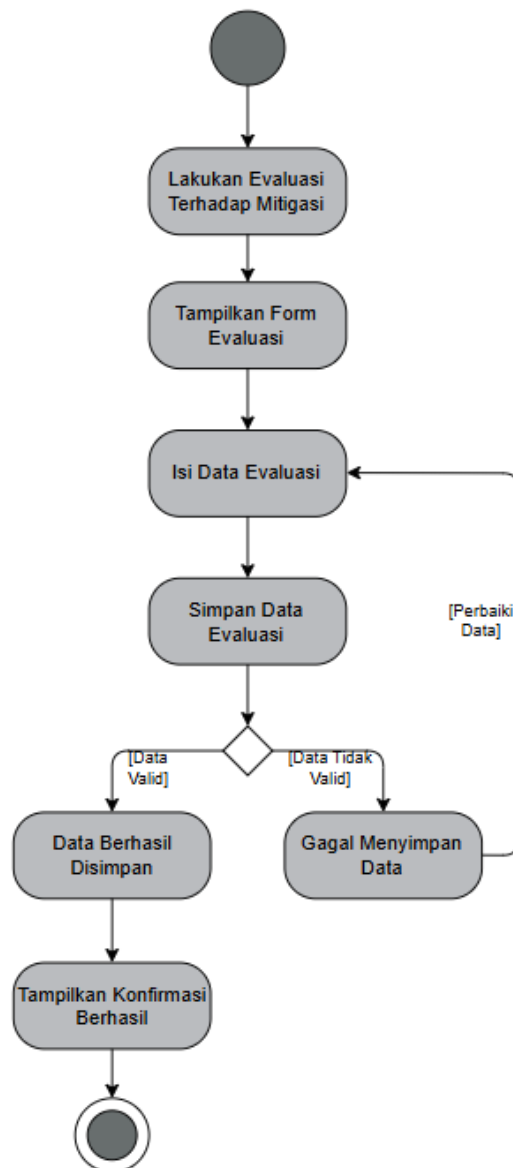 Lakukan Evaluasi
Terhadap Mitigasi
Tampilkan Form
Evaluasi
Isi Data Evaluasi
Simpan Data
Evaluasi
[Perbaiki
Data]
[Data
Valid]
[Data Tidak
Valid]
Data Berhasil
Disimpan
Gagal Menyimpan
Data
Tampilkan Konfirmasi
Berhasil